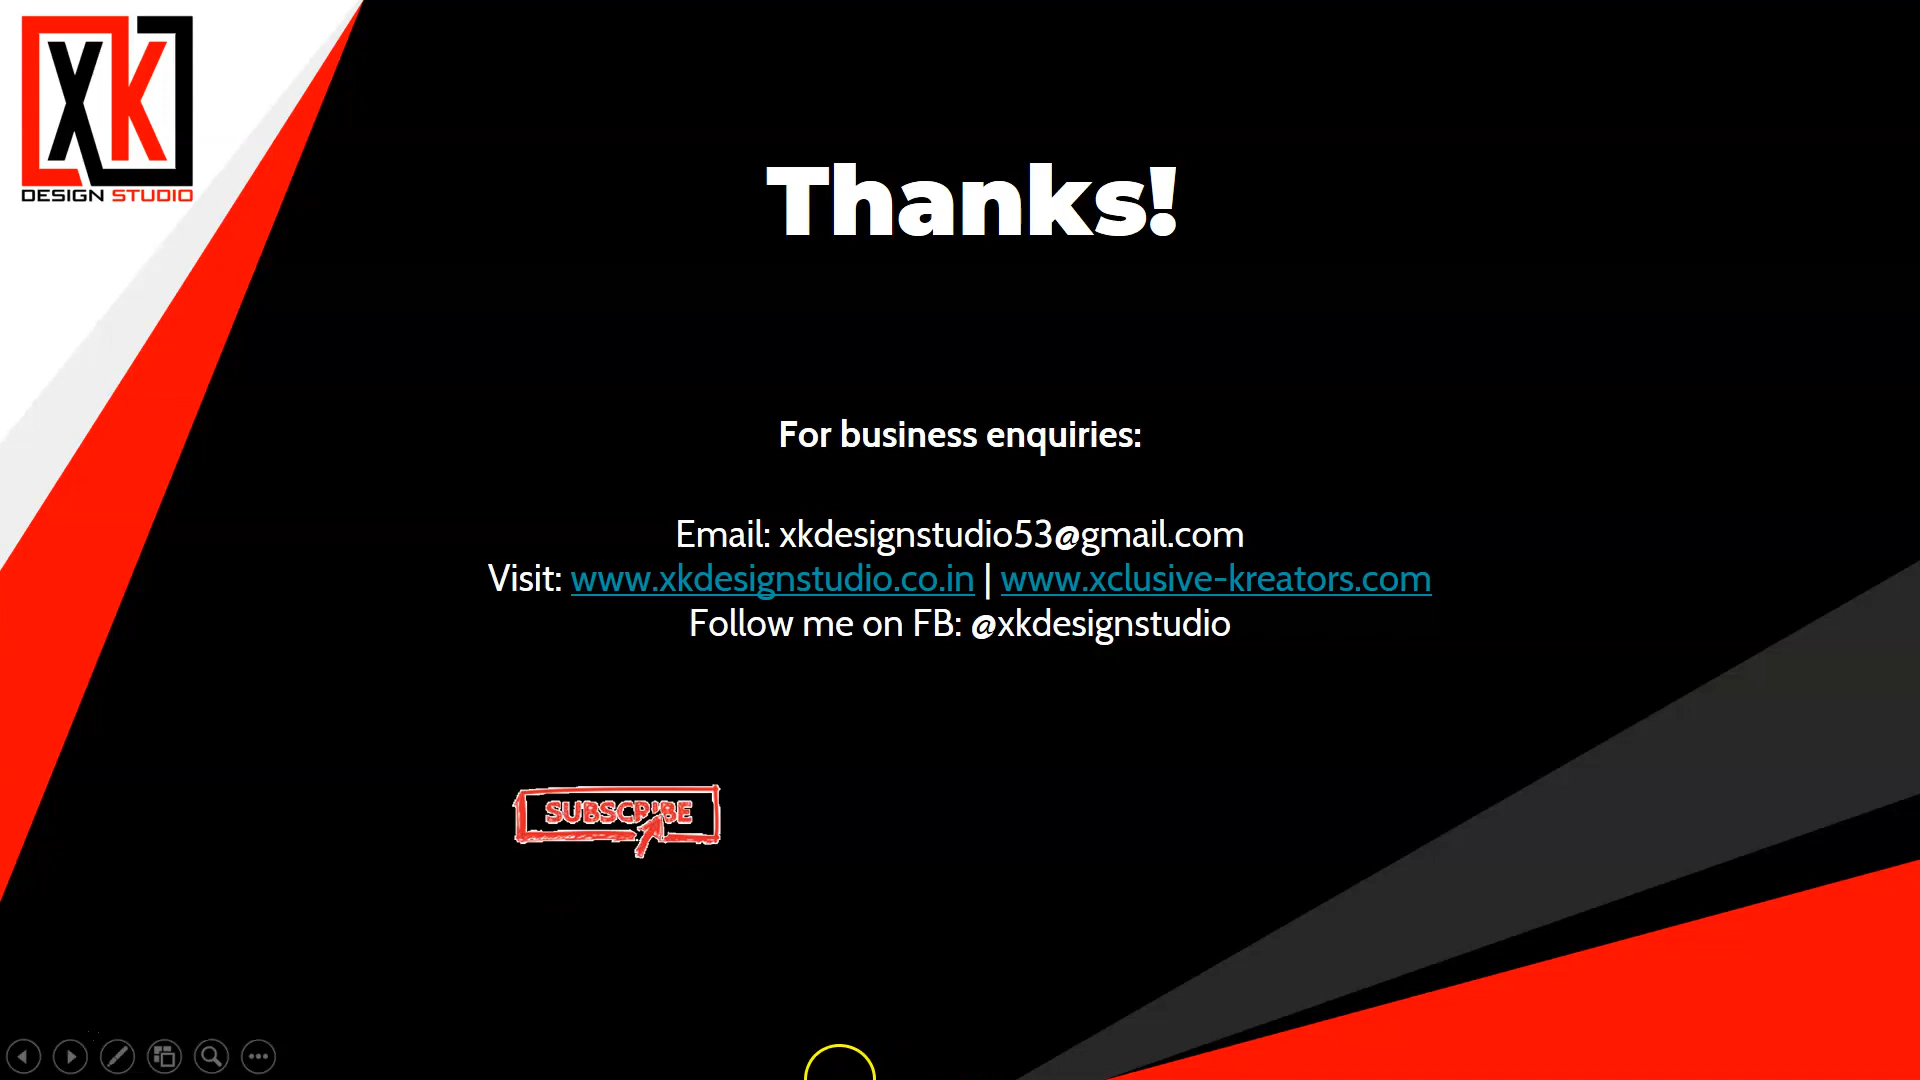 XK
DESIGN STUDIO
Thanks!
For business enquiries:
Email: xkdesignstudio53@gmail.com
Visit: www.xkdesignstudio.co.in | www.xclusive-kreators.com
Follow me on FB: @xkdesignstudio
SUBSCRIBE